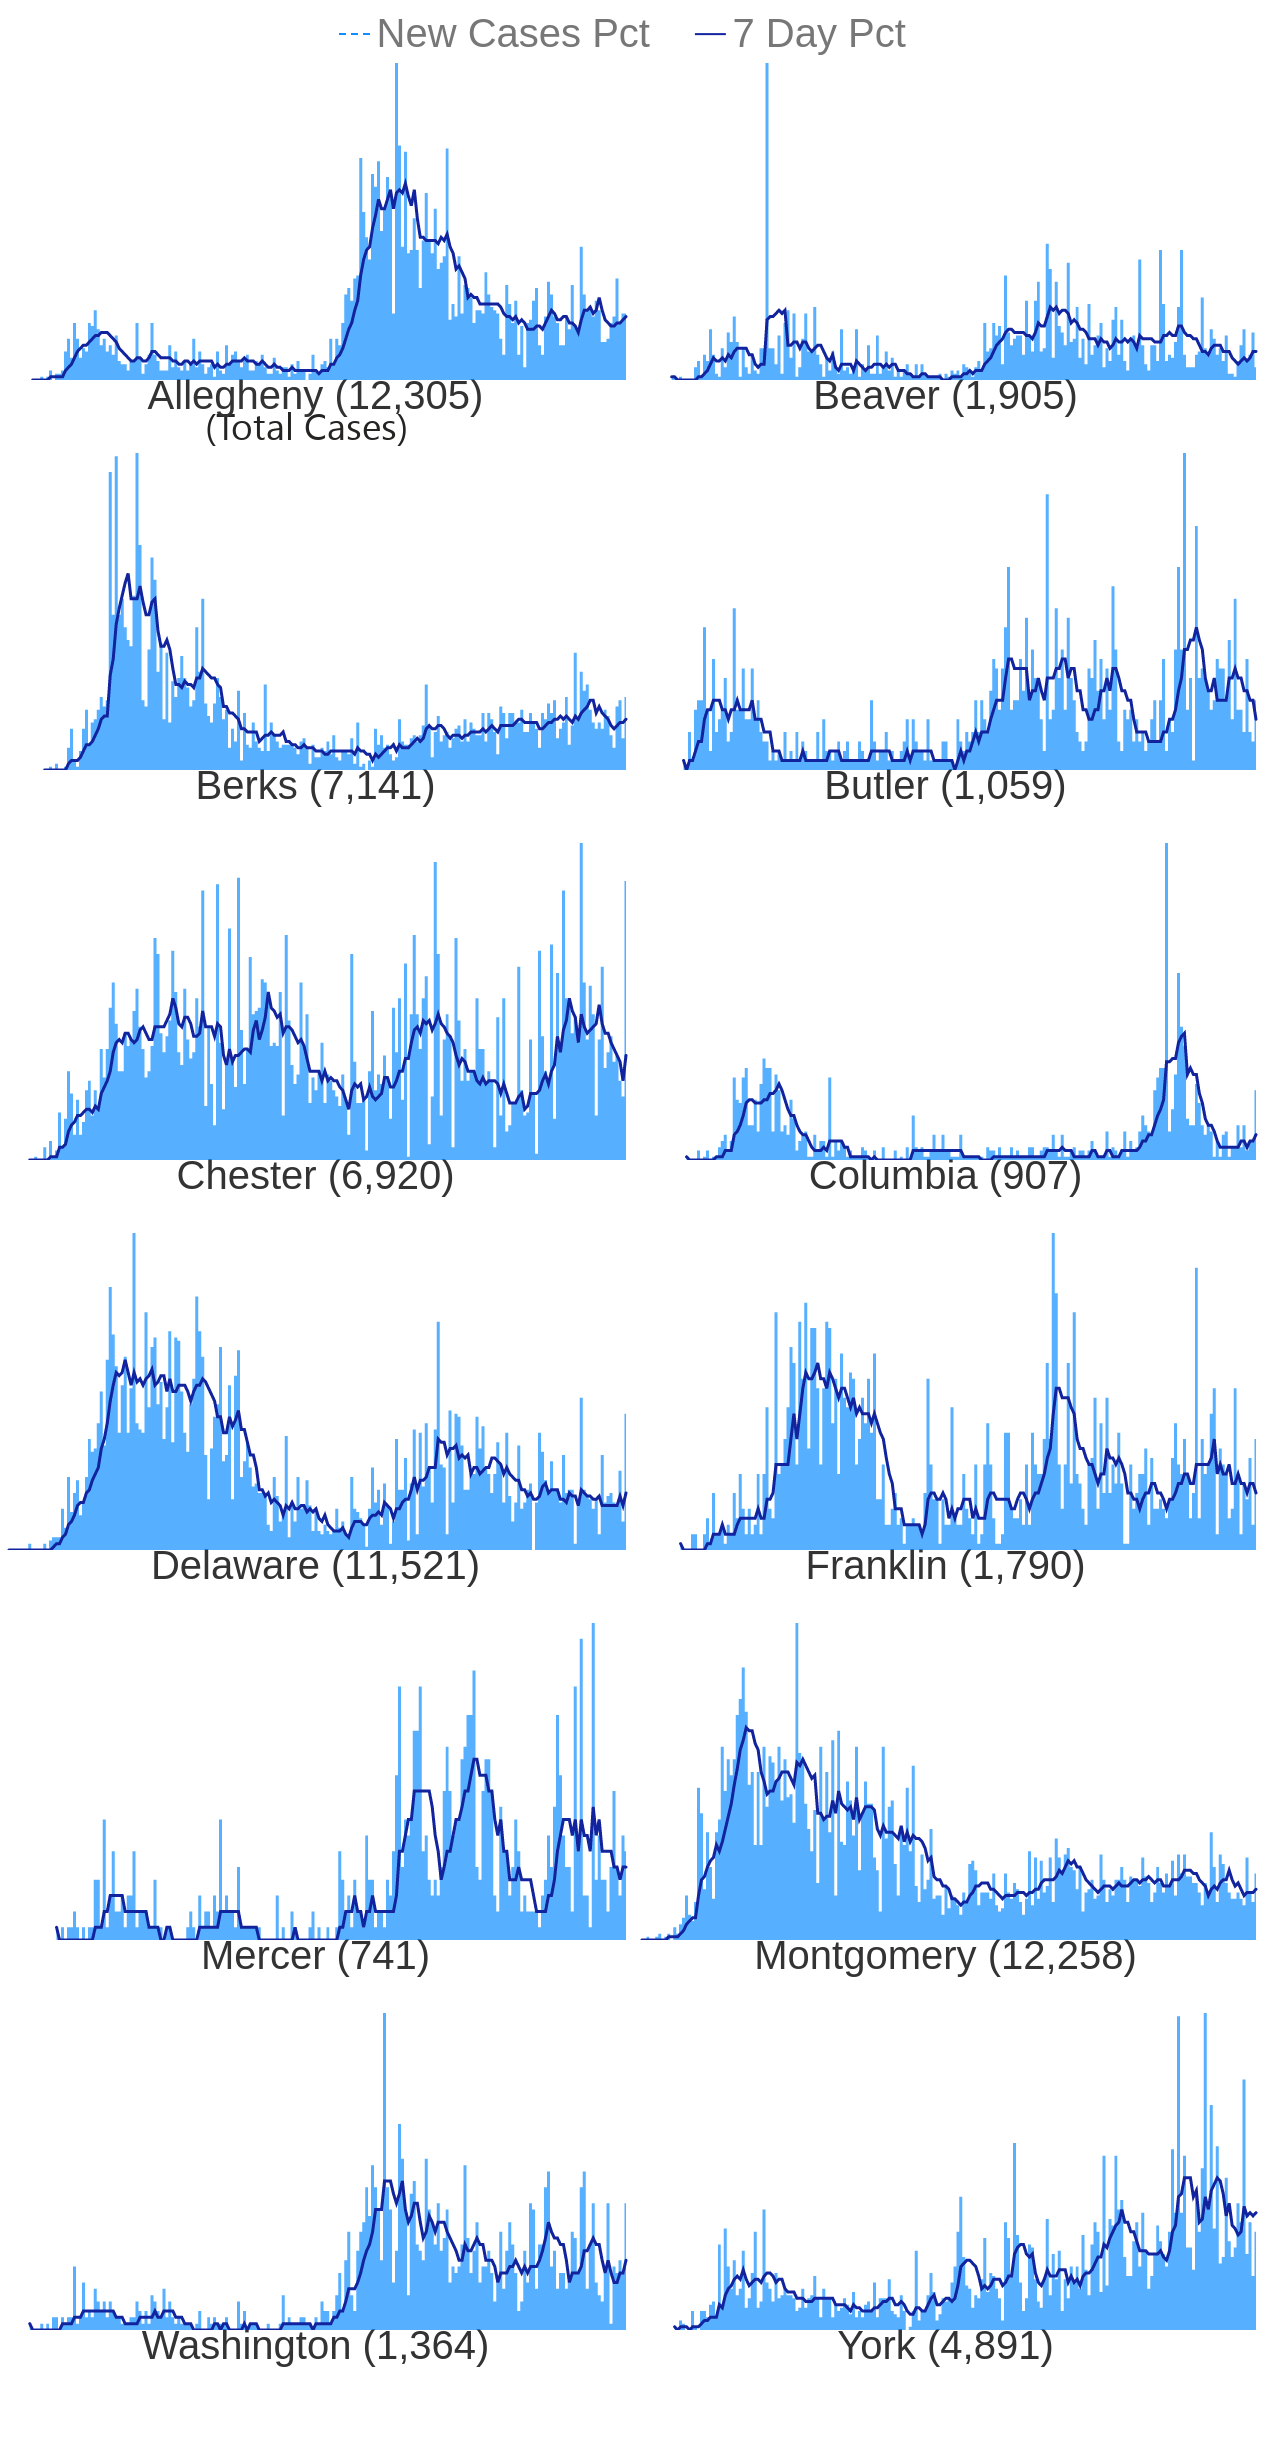 New Cases Pct 7 Day Pct
Allegheny (12,305) Beaver (1,905)
(Total Cases)
Berks (7,141) Butler (1,059)
Chester (6,920) Columbia (907)
Delaware (11,521) Franklin (1,790)
Mercer (741) Montgomery (12,258)
Washington (1,364) York (4,891)